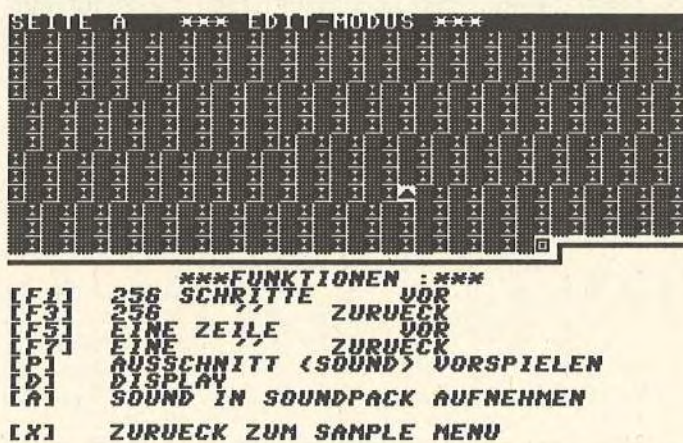 SEITE A *** EDIT-MODUS ***
***FUNKTIONEN :***
[F1] 256 SCHRITTE VOR
[F3] 256 ,, ZURUECK
[F5] EINE ZEILE VOR
[F7] EINE ,, ZURUECK
[P] AUSSCHNITT <SOUND> VORSPIELEN
[D] DISPLAY
[A] SOUND IN SOUNDPACK AUFNEHMEN
[X] ZURUECK ZUM SAMPLE MENU